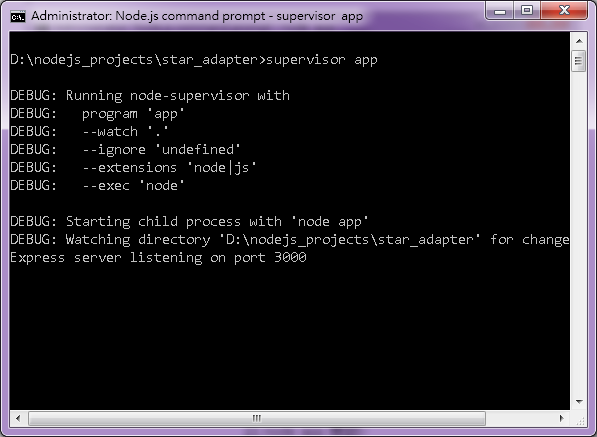 Administrator: Node.js command prompt - supervisor app
D:\nodejs_projects\star_adapter>supervisor app
DEBUG: Running node-supervisor with
DEBUG:   program 'app'
DEBUG:   --watch '.'
DEBUG:   --ignore 'undefined'
DEBUG:   --extensions 'node|js'
DEBUG:   --exec 'node'
DEBUG: Starting child process with 'node app'
DEBUG: Watching directory 'D:\nodejs_projects\star_adapter' for change
Express server listening on port 3000